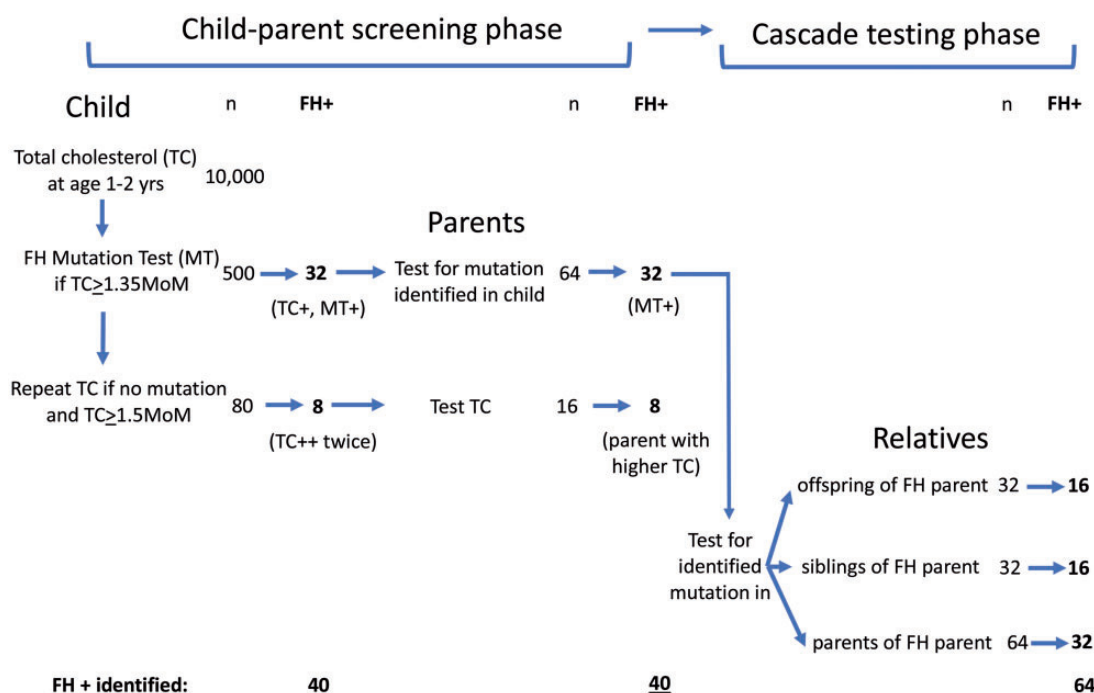 Child-parent screening phase
Cascade testing phase
Child
n
FH+
n
FH+
n
FH+
Total cholesterol (TC)
at age 1-2 yrs
10,000
Parents
FH Mutation Test (MT)
if TC≥1.35MoM
500
32
(TC+, MT+)
Test for mutation
identified in child
64
32
(MT+)
Repeat TC if no mutation
and TC≥1.5MoM
80
8
(TC++ twice)
Test TC
16
8
(parent with
higher TC)
Relatives
Test for
identified
mutation in
offspring of FH parent
32
16
siblings of FH parent
32
16
parents of FH parent
64
32
FH + identified:
40
40
64